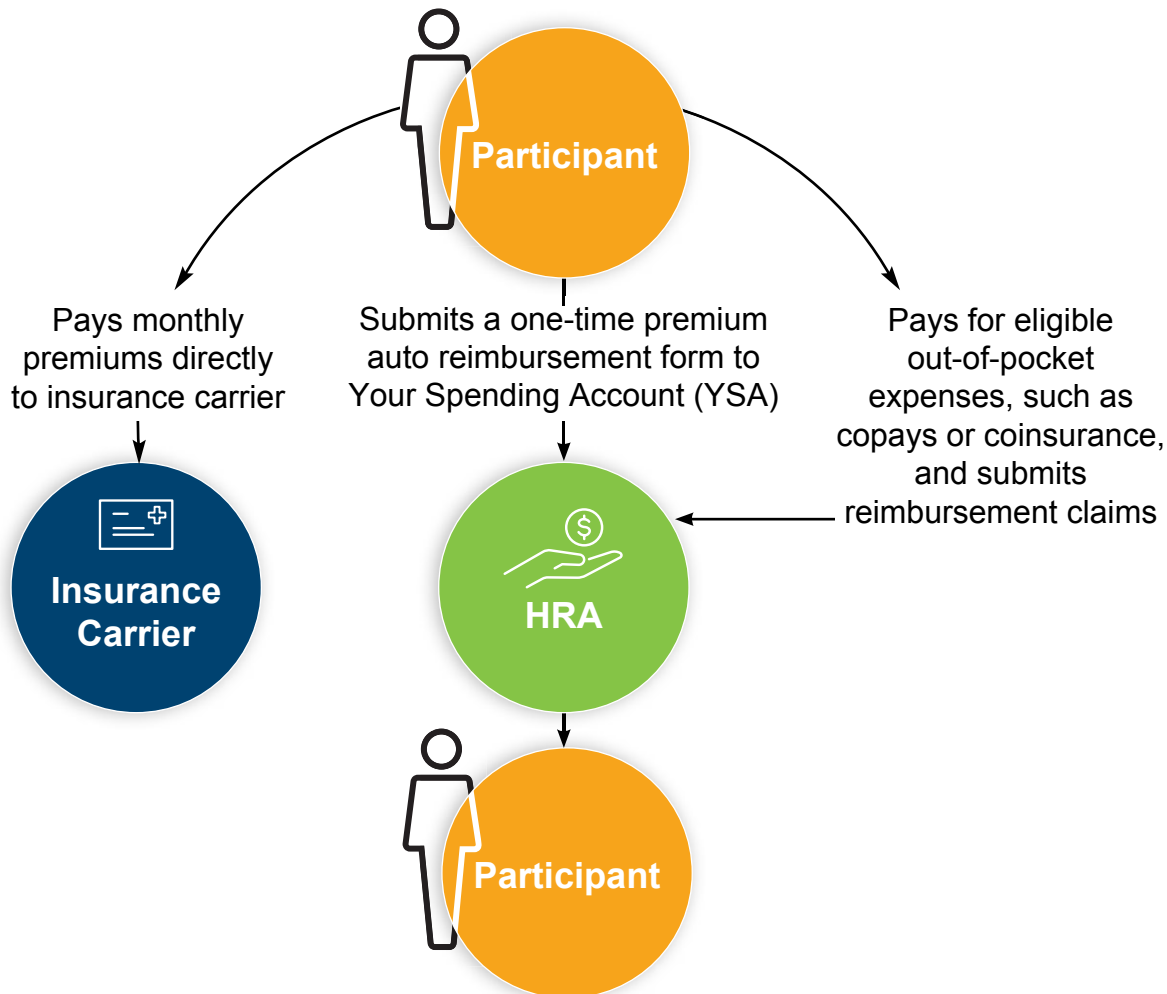 Participant
Pays monthly
premiums directly
to insurance carrier
Submits a one-time premium
auto reimbursement form to
Your Spending Account (YSA)
Pays for eligible
out-of-pocket
expenses, such as
copays or coinsurance,
and submits
reimbursement claims
Insurance
Carrier
$
HRA
Participant